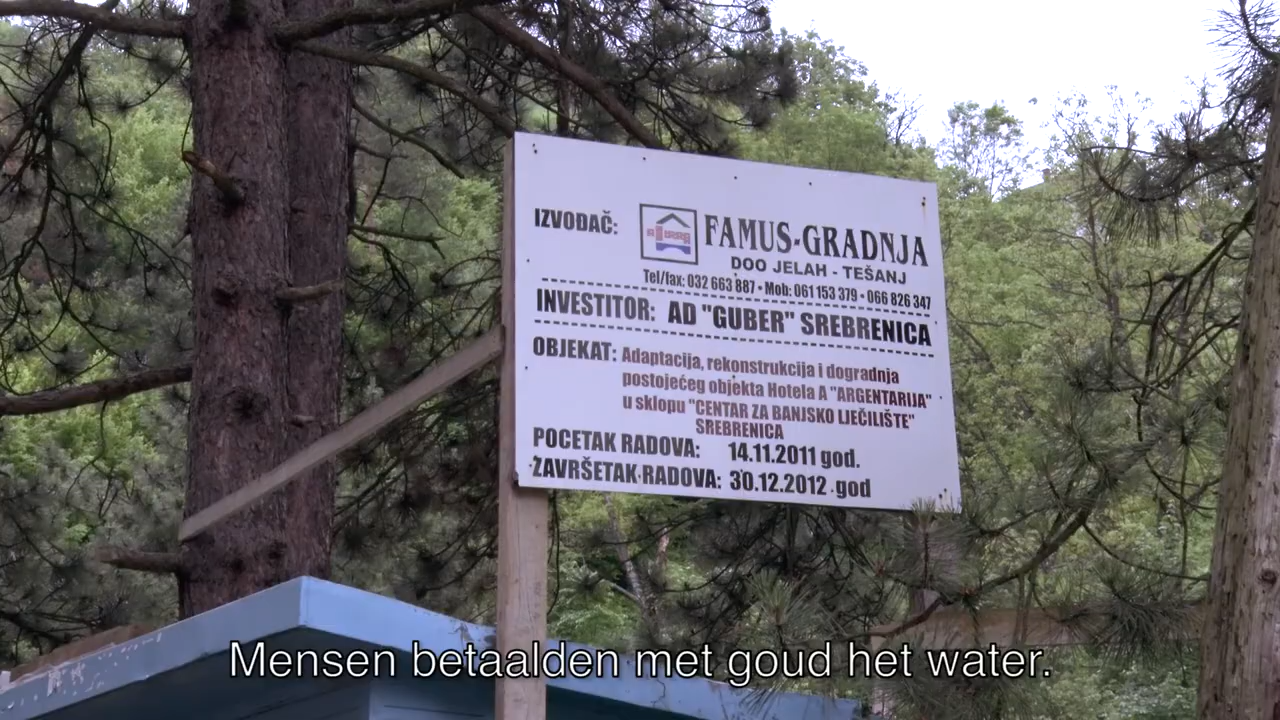 IZVOĐAČ:
FAMUS-GRADNJA
DOO JELAH - TEŠANJ
Tel/fax: 032 663 887 • Mob: 061 153 379 • 066 826 347
INVESTITOR: AD "GUBER" SREBRENICA
OBJEKAT: Adaptacija, rekonstrukcija i dogradnja
postojećeg objekta Hotela A "ARGENTARIJA"
u sklopu "CENTAR ZA BANJSKO LJEČILIŠTE"
SREBRENICA
POCETAK RADOVA: 14.11.2011 god.
ZAVRŠETAK RADOVA: 30.12.2012 god
Mensen betaalden met goud het water.